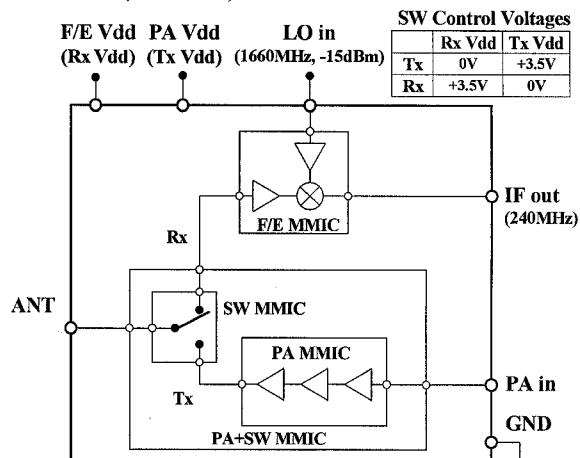 F/E Vdd
(Rx Vdd)
PA Vdd
(Tx Vdd)
LO in
(1660MHz, -15dBm)
SW Control Voltages
Rx Vdd Tx Vdd
Tx 0V +3.5V
Rx +3.5V 0V
F/E MMIC
IF out
(240MHz)
Rx
ANT
SW MMIC
PA MMIC
Tx
PA in
PA+SW MMIC
GND